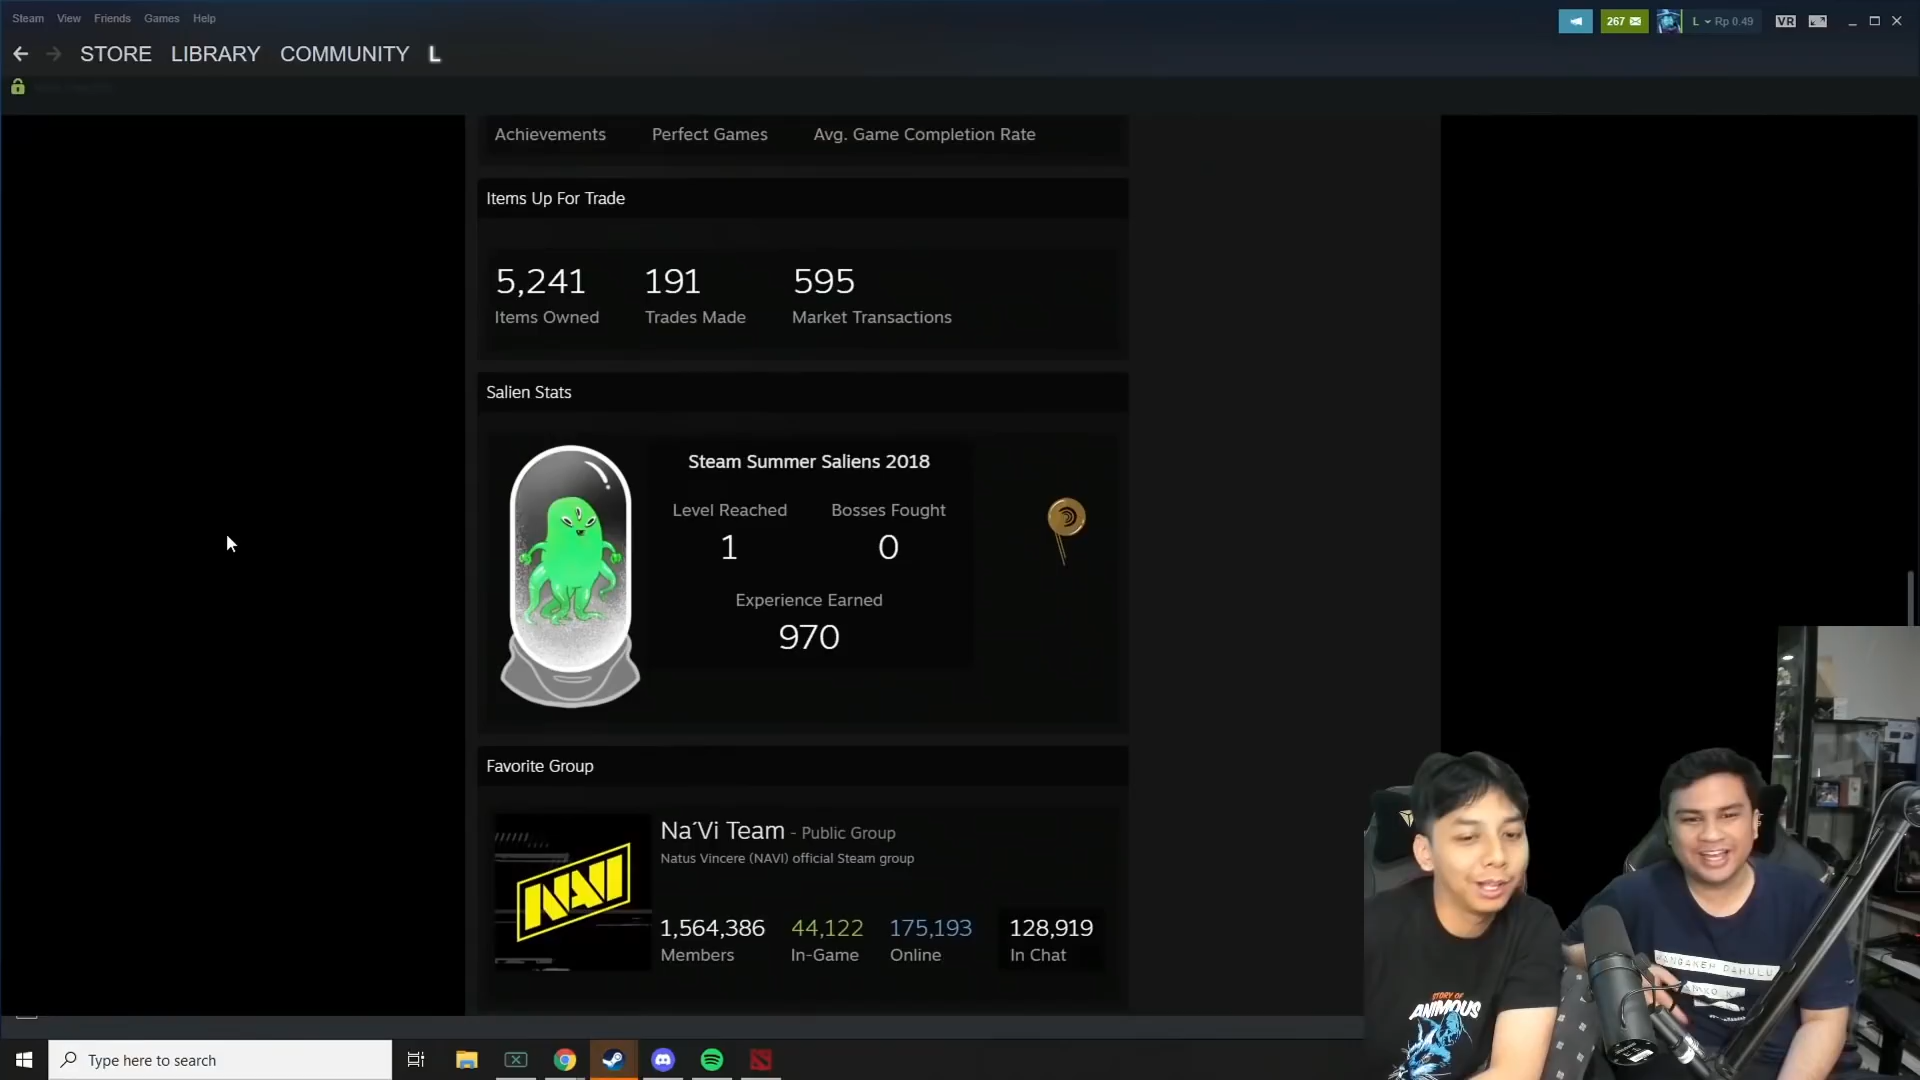 Steam View Friends Games Help
267 L Rp 0.49 VR
STORE LIBRARY COMMUNITY L
Achievements Perfect Games Avg. Game Completion Rate
Items Up For Trade
5,241 191 595
Items Owned Trades Made Market Transactions
Salien Stats
Steam Summer Saliens 2018
Level Reached Bosses Fought
1 0
Experience Earned
970
Favorite Group
Na´Vi Team - Public Group
Natus Vincere (NAVI) official Steam group
NAVI
1,564,386 44,122 175,193 128,919
Members In-Game Online In Chat
STORY OF
ANIMOUS
DAHULU
Type here to search